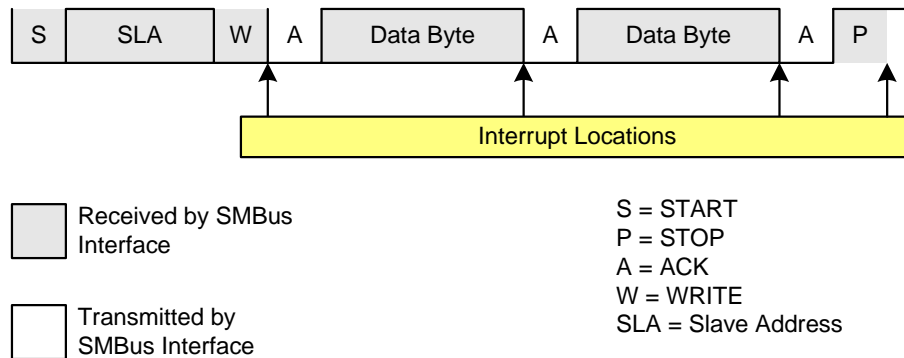 S SLA W A Data Byte A Data Byte A P
Interrupt Locations
Received by SMBus
Interface
Transmitted by
SMBus Interface
S = START
P = STOP
A = ACK
W = WRITE
SLA = Slave Address